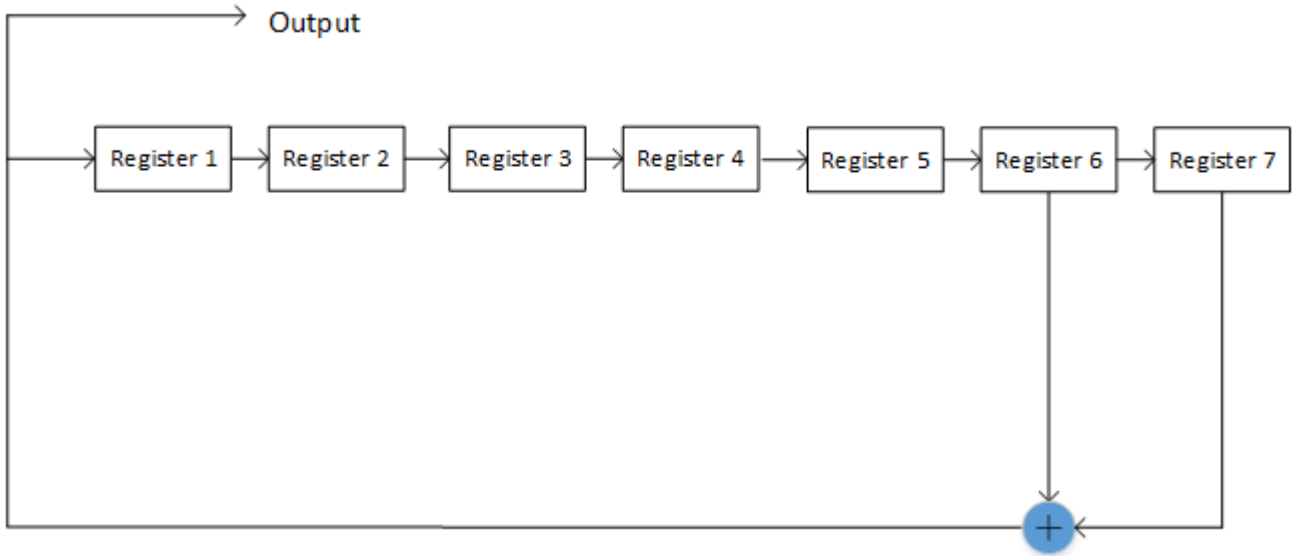 Output
Register 1
Register 2
Register 3
Register 4
Register 5
Register 6
Register 7
+